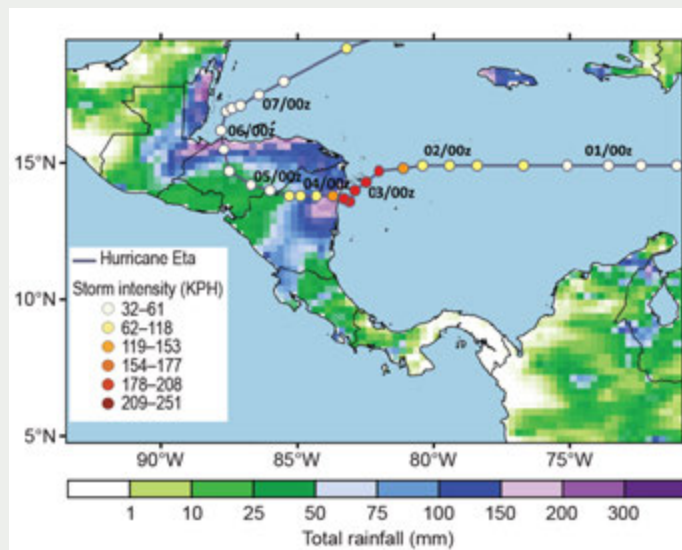 07/00z
06/00z
02/00z
01/00z
15°N
05/00z
04/00z
03/00z
Hurricane Eta
Storm intensity (KPH)
32–61
62–118
119–153
154–177
178–208
209–251
10°N
5°N
90°W 85°W 80°W 75°W
1 10 25 50 75 100 150 200 300
Total rainfall (mm)